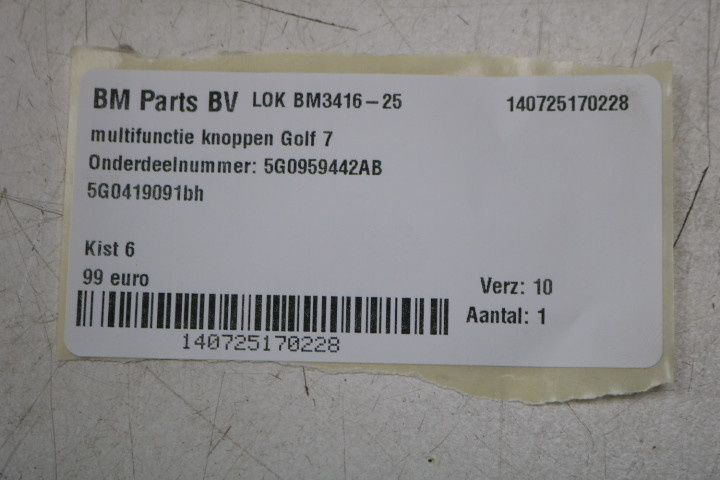 BM Parts BV LOK BM3416-25 140725170228
multifunctie knoppen Golf 7
Onderdeelnummer: 5G0959442AB
5G0419091bh
Kist 6
99 euro
Verz: 10
Aantal: 1
140725170228